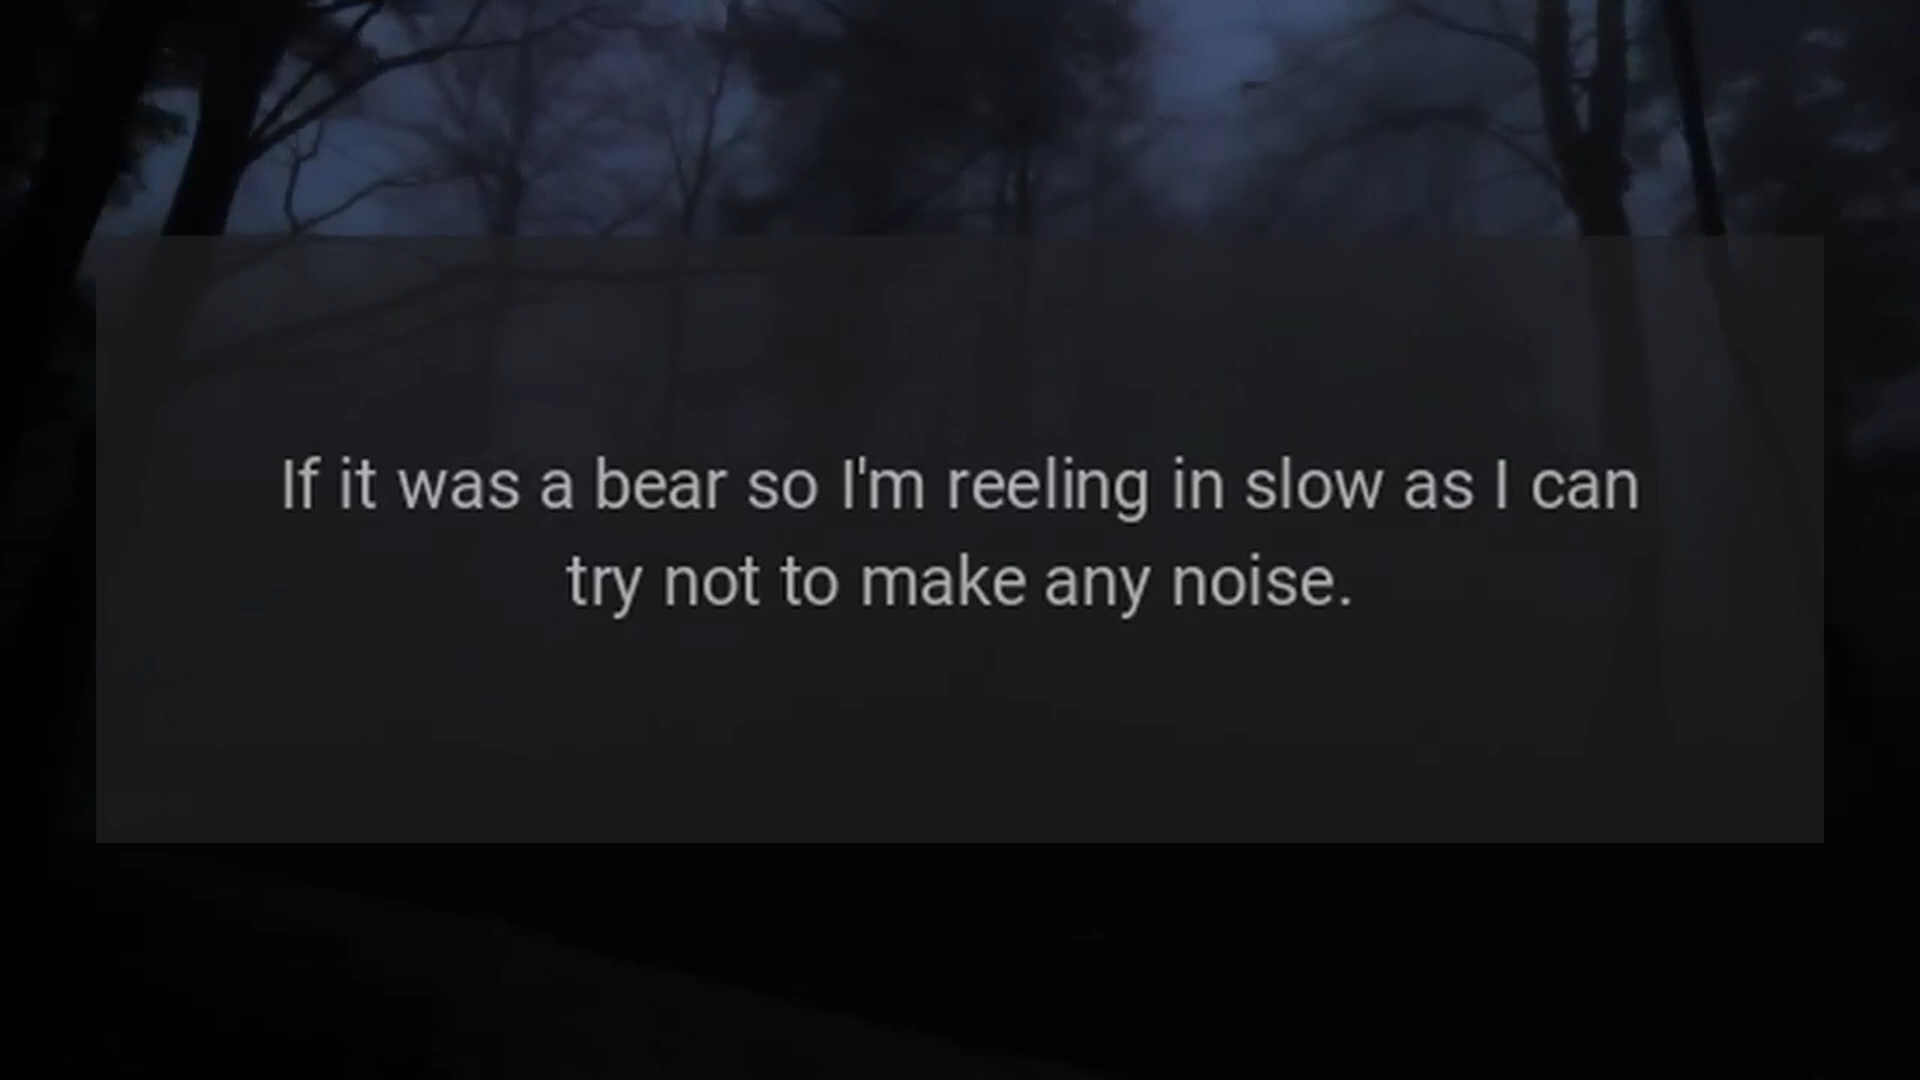 If it was a bear so I'm reeling in slow as I can
try not to make any noise.